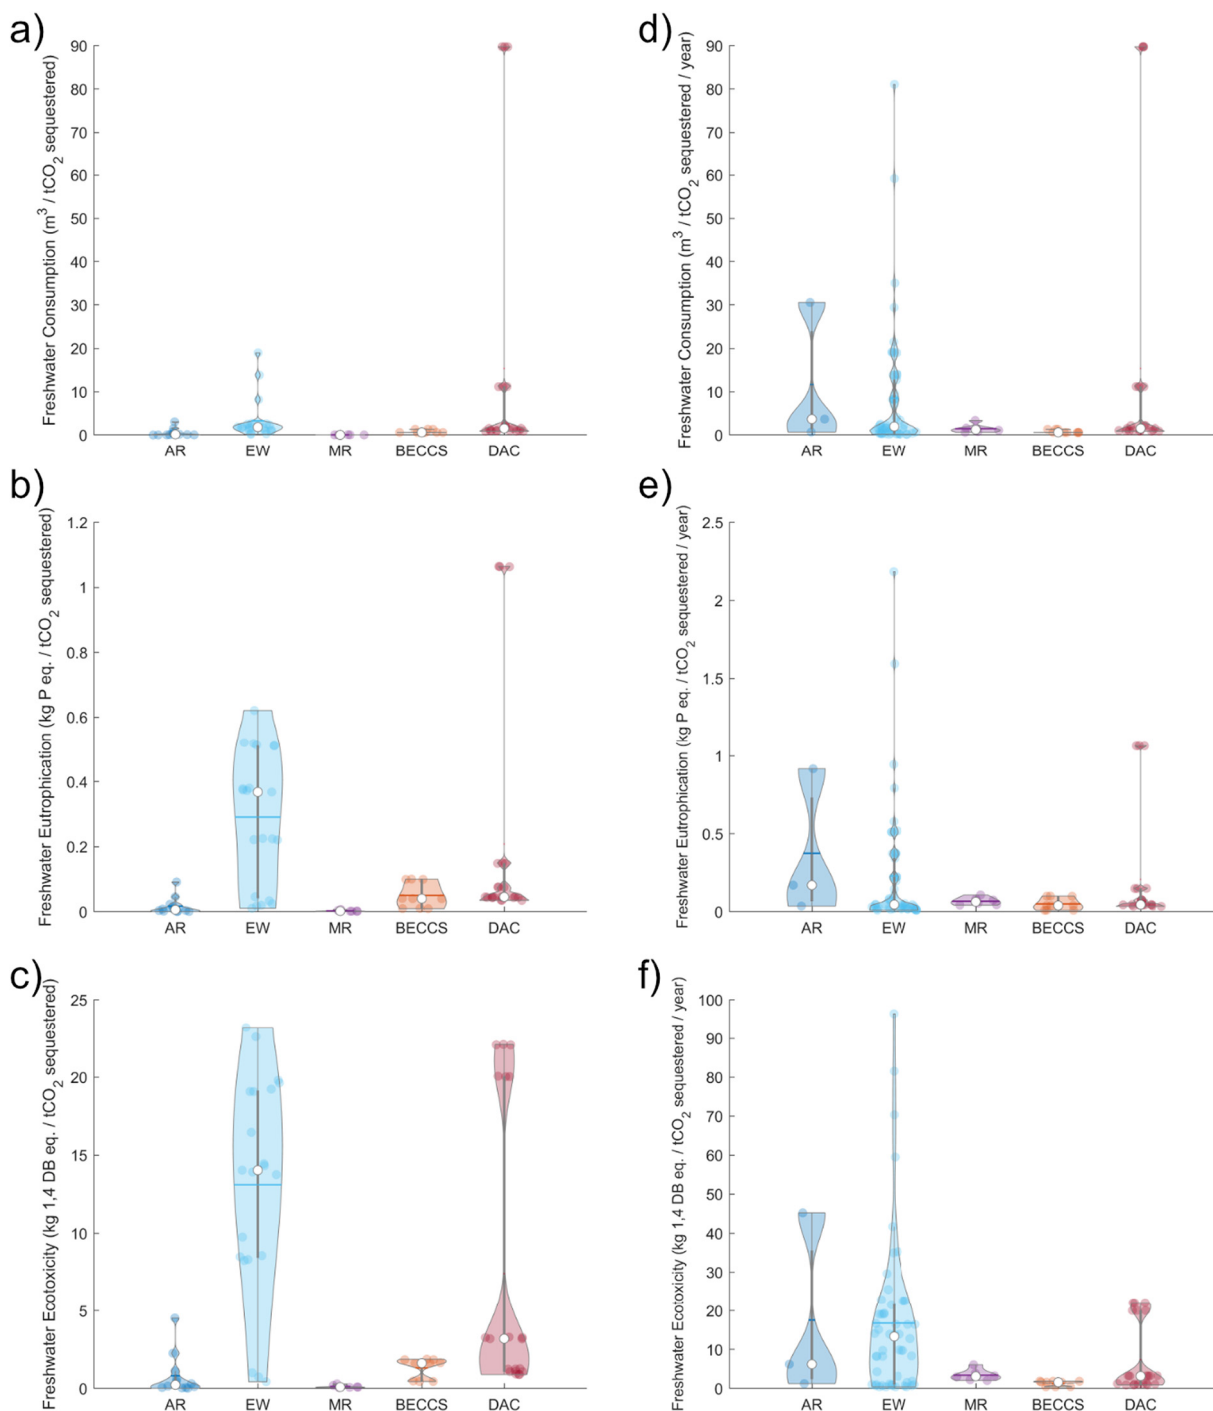 a)
Freshwater Consumption (m³ / tCO₂ sequestered)
90
80
70
60
50
40
30
20
10
0
AR EW MR BECCS DAC
d)
Freshwater Consumption (m³ / tCO₂ sequestered / year)
90
80
70
60
50
40
30
20
10
0
AR EW MR BECCS DAC
b)
Freshwater Eutrophication (kg P eq. / tCO₂ sequestered)
1.2
1
0.8
0.6
0.4
0.2
0
AR EW MR BECCS DAC
e)
Freshwater Eutrophication (kg P eq. / tCO₂ sequestered / year)
2.5
2
1.5
1
0.5
0
AR EW MR BECCS DAC
c)
Freshwater Ecotoxicity (kg 1,4 DB eq. / tCO₂ sequestered)
25
20
15
10
5
0
AR EW MR BECCS DAC
f)
Freshwater Ecotoxicity (kg 1,4 DB eq. / tCO₂ sequestered / year)
100
90
80
70
60
50
40
30
20
10
0
AR EW MR BECCS DAC